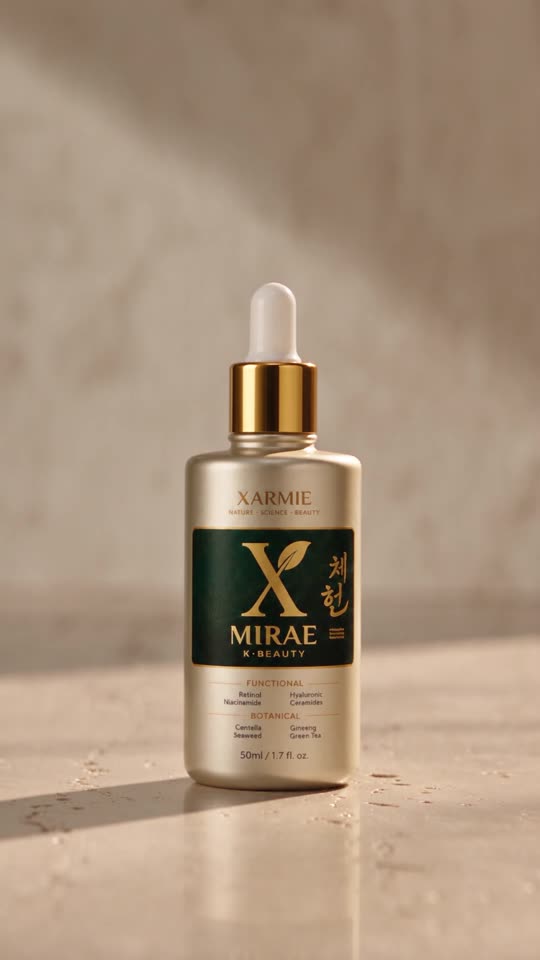 XARMIE
NATURE · SCIENCE · BEAUTY
X
체
헌
MIRAE
K·BEAUTY
FUNCTIONAL
Retinol Hyaluronic
Niacinamide Ceramides
BOTANICAL
Centella Ginseng
Seaweed Green Tea
50ml / 1.7 fl. oz.